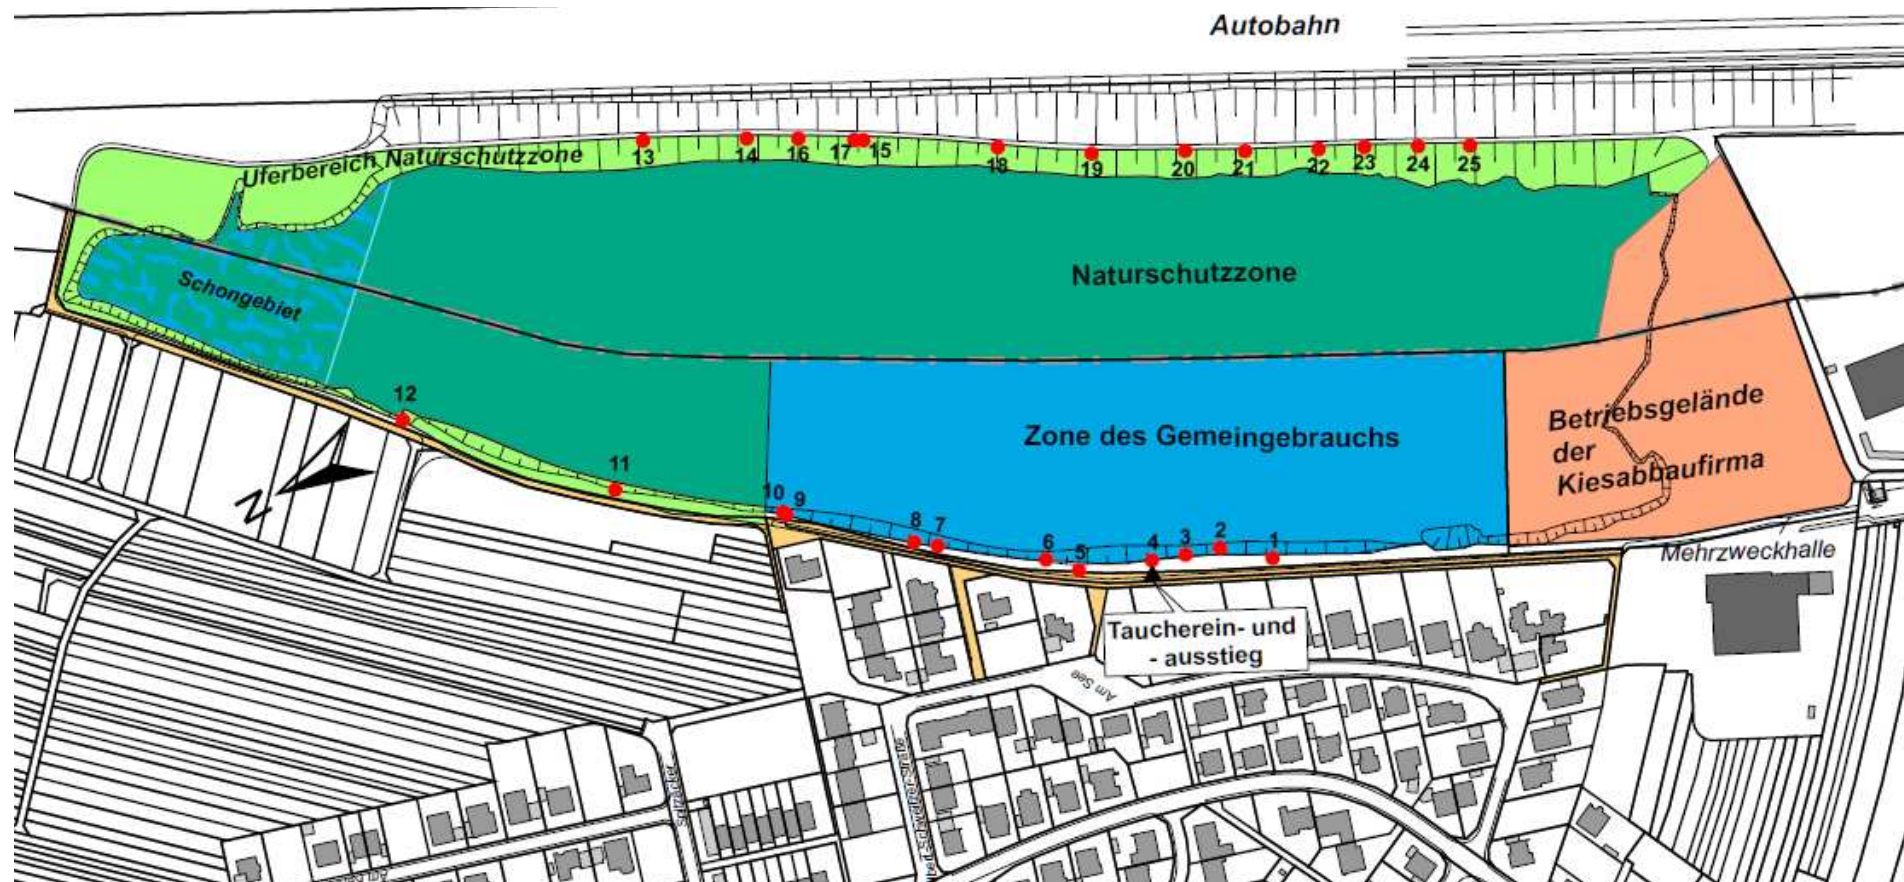 Autobahn
Uferbereich Naturschutzzone
13
14
16
17
15
18
19
20
21
22
23
24
25
Schongebiet
Naturschutzzone
12
N
11
10
9
8
7
6
5
4
3
2
1
Zone des Gemeingebrauchs
Betriebsgelände
der
Kiesabbaufirma
Mehrzweckhalle
Taucherein- und
- ausstieg
Am See